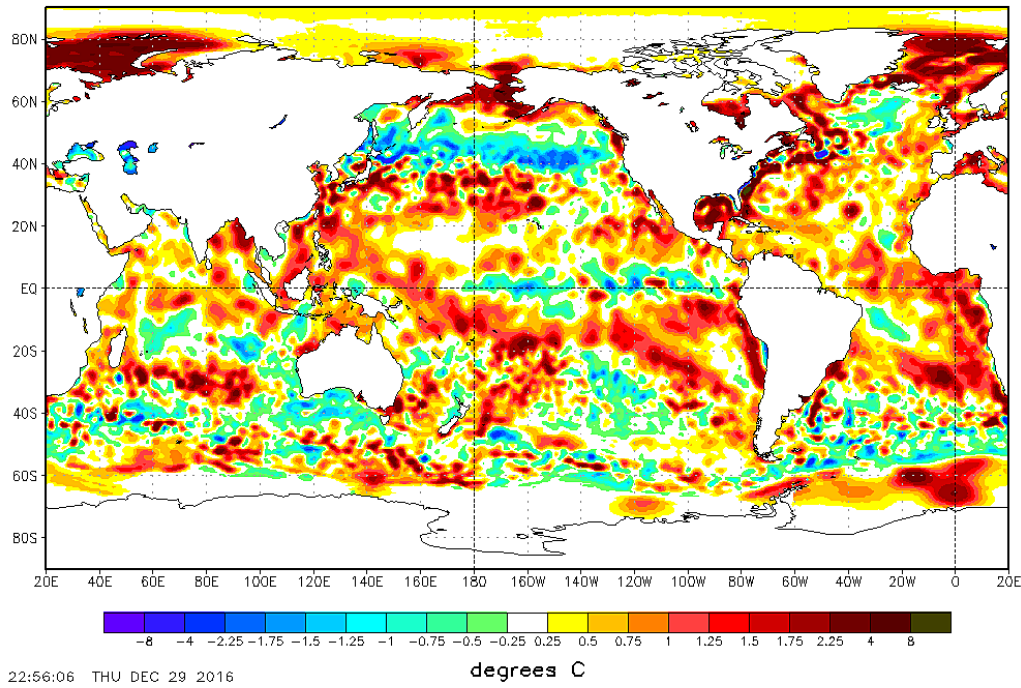 80N
60N
40N
20N
EQ
20S
40S
60S
80S
20E 40E 60E 80E 100E 120E 140E 160E 180 160W 140W 120W 100W 80W 60W 40W 20W 0 20E
-8 -4 -2.25 -1.75 -1.5 -1.25 -1 -0.75 -0.5 -0.25 0.25 0.5 0.75 1 1.25 1.5 1.75 2.25 4 8
degrees C
22:56:06 THU DEC 29 2016